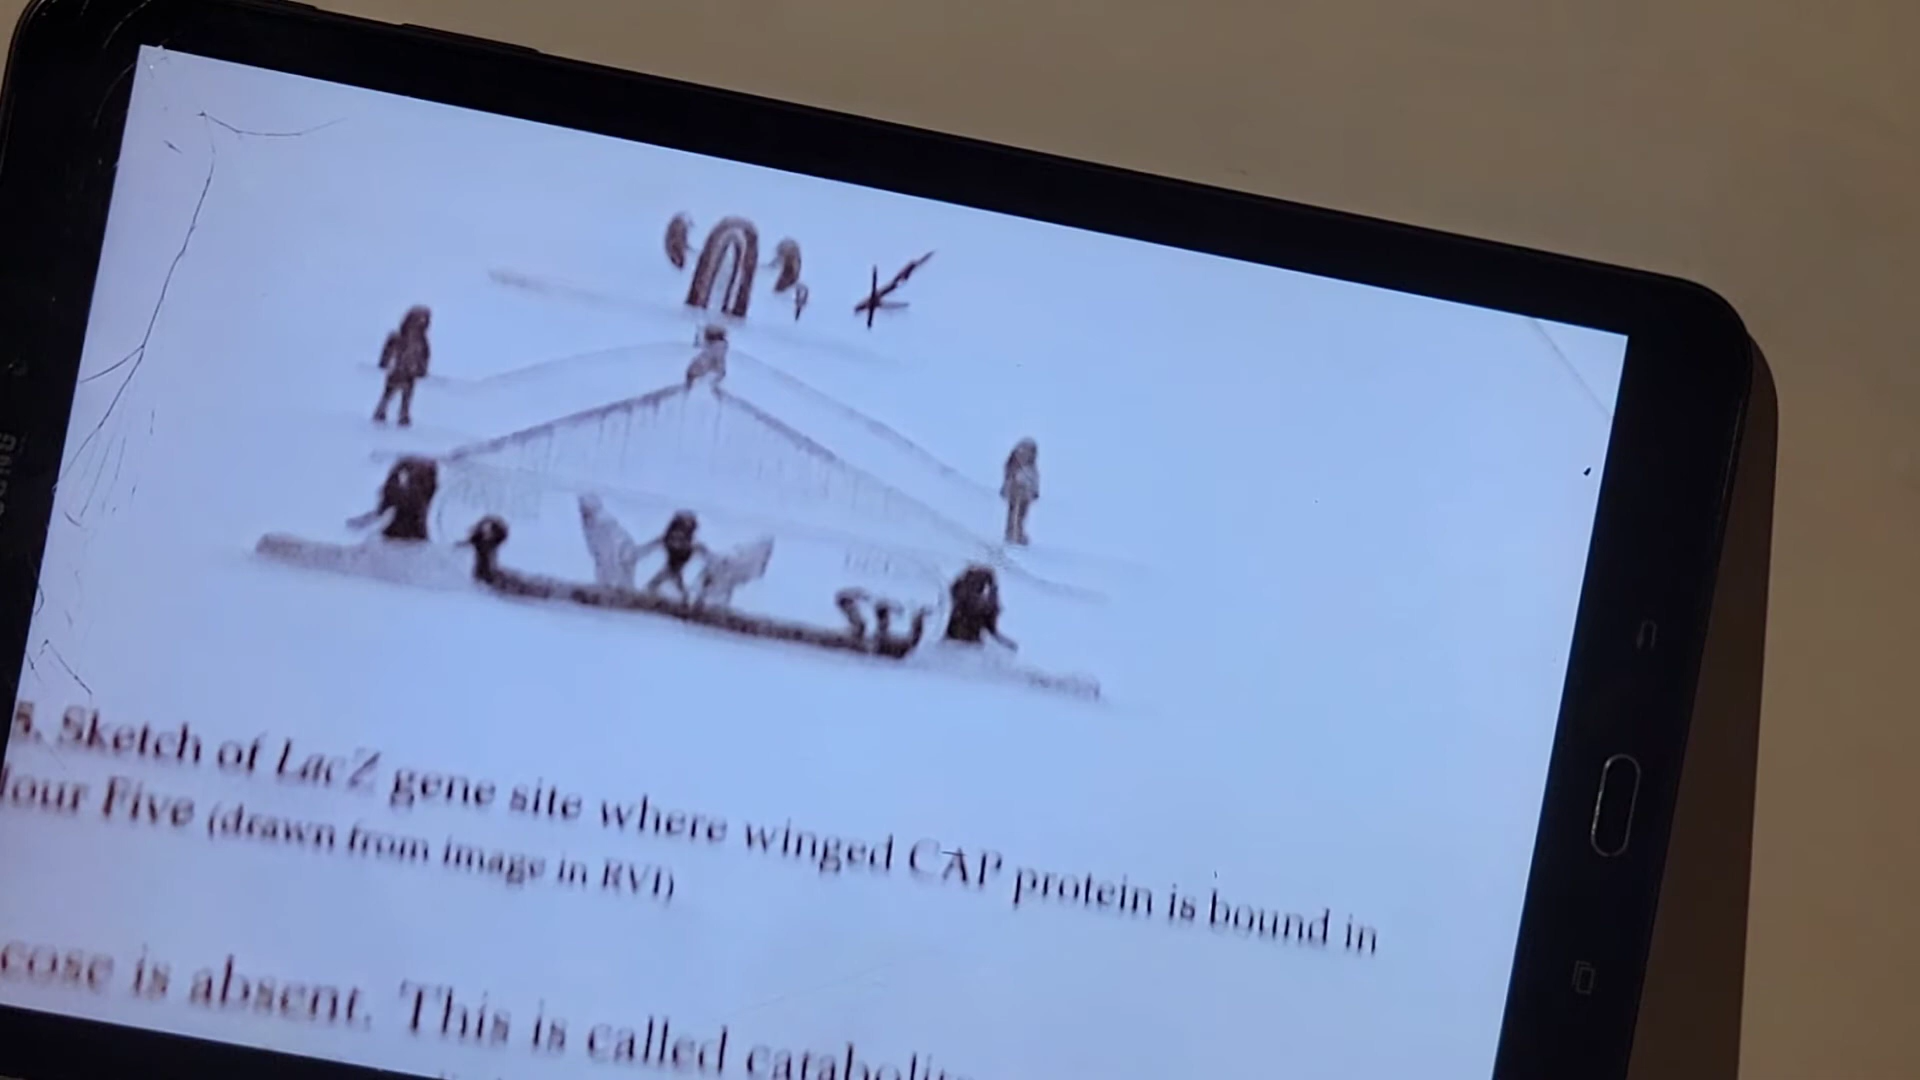 5. Sketch of LacZ gene site where winged CAP protein is bound in
our Five (drawn from image in RVI)
cose is absent. This is called